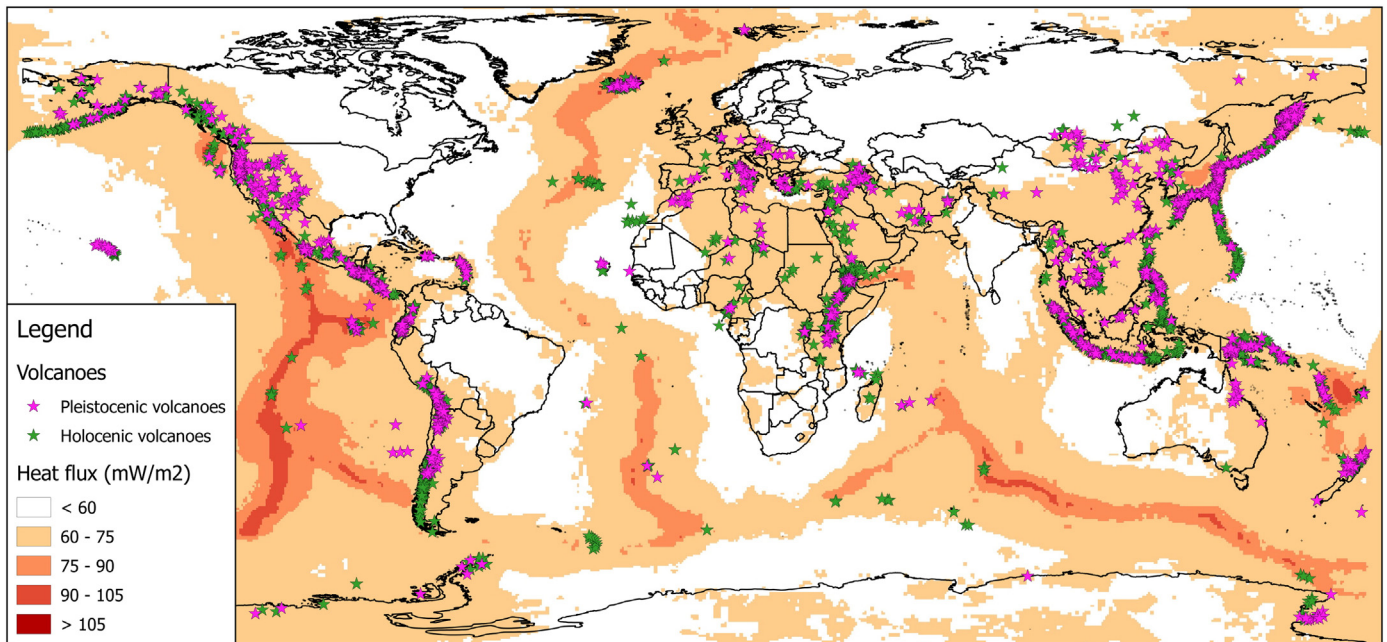 Legend
Volcanoes
Pleistocenic volcanoes
Holocenic volcanoes
Heat flux (mW/m2)
< 60
60 - 75
75 - 90
90 - 105
> 105